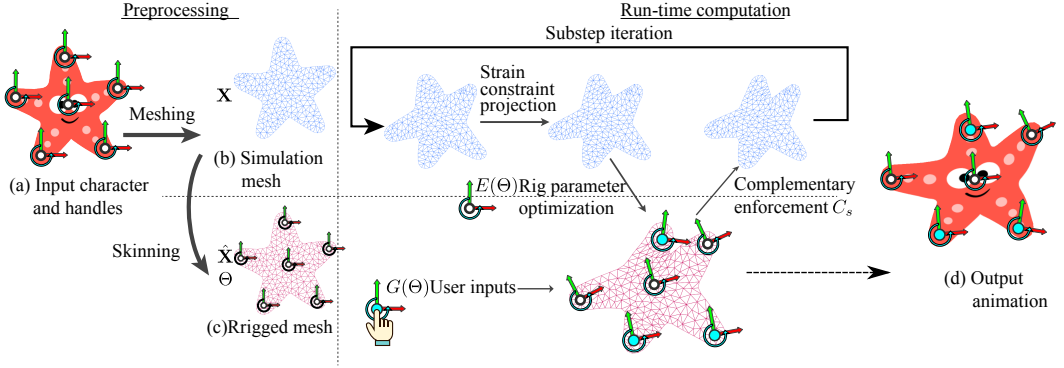 Preprocessing
Run-time computation
Substep iteration
Strain
constraint
projection
x
Meshing
(b) Simulation
mesh
(a) Input character
and handles
E(Θ)Rig parameter
optimization
Complementary
enforcement C_s
Skinning
x̂
Θ
G(Θ)User inputs
(c)Rrigged mesh
(d) Output
animation